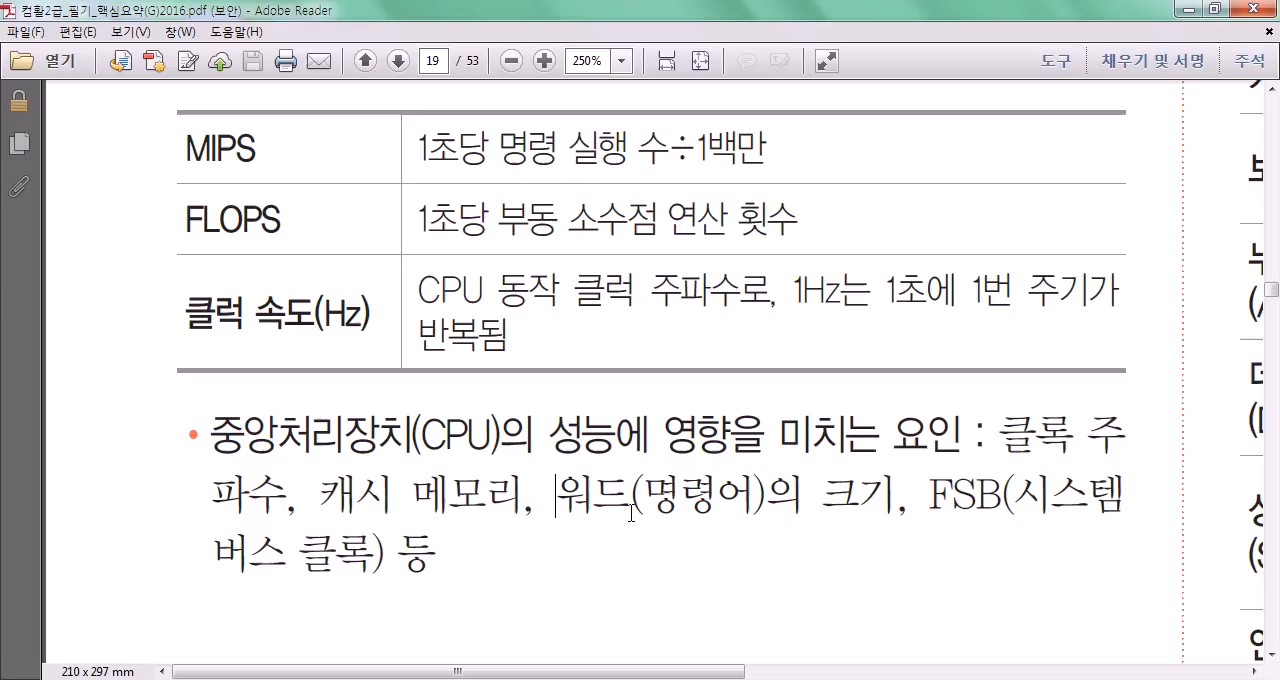 컴활2급_필기_핵심요약(G)2016.pdf (보안) - Adobe Reader
파일(F) 편집(E) 보기(V) 창(W) 도움말(H)
열기 19 / 53 250% 도구 채우기 및 서명 주석
MIPS 1초당 명령 실행 수÷1백만
FLOPS 1초당 부동 소수점 연산 횟수
클럭 속도(Hz) CPU 동작 클럭 주파수로, 1Hz는 1초에 1번 주기가
반복됨
• 중앙처리장치(CPU)의 성능에 영향을 미치는 요인 : 클록 주
파수, 캐시 메모리, 워드(명령어)의 크기, FSB(시스템
버스 클록) 등
210 x 297 mm